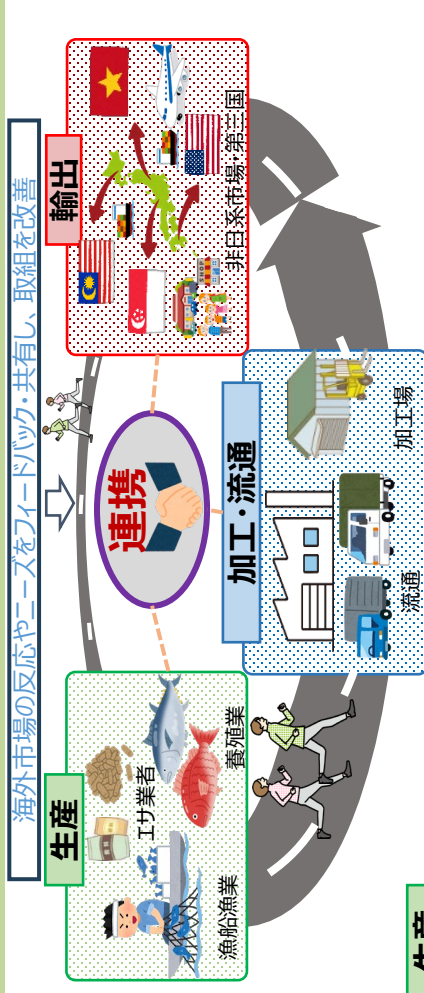 海外市場の反応やニーズをフィードバック・共有し、取組を改善
生産
エサ業者
漁船漁業
養殖業
連携
加工・流通
流通
加工場
輸出
SHOP
非日系市場・第三国
生産